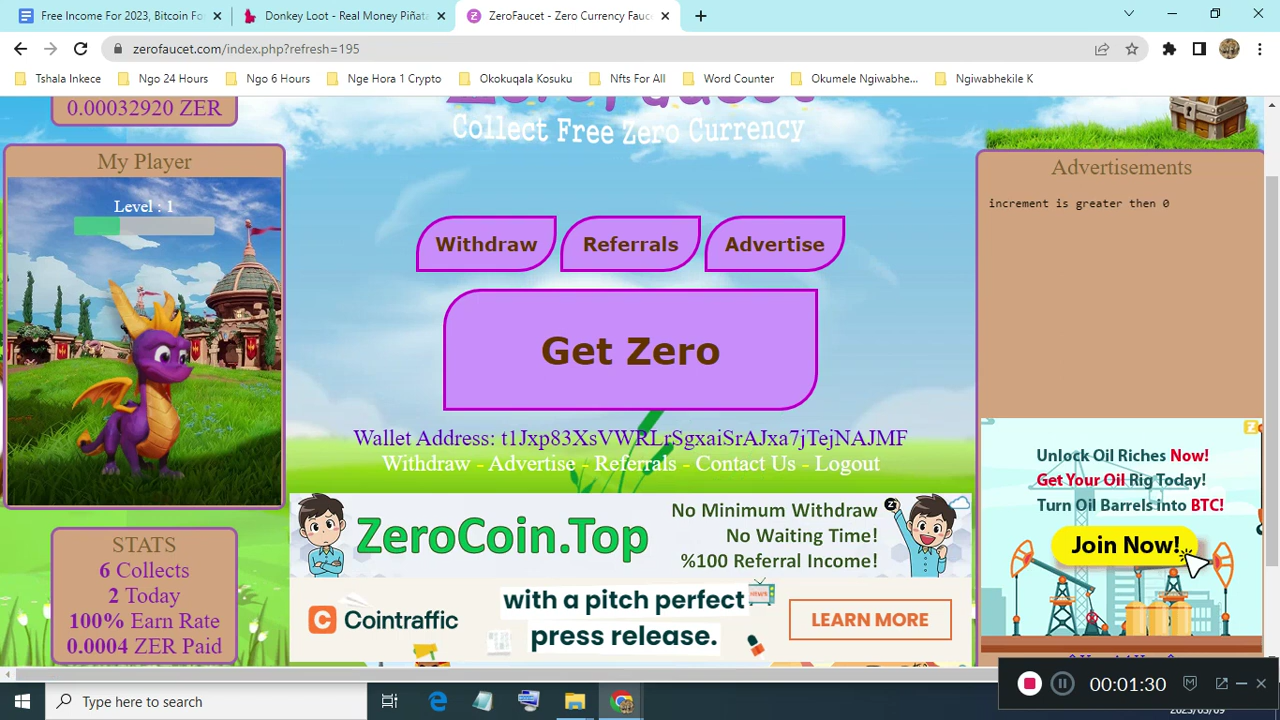 Free Income For 2023, Bitcoin Fo
Donkey Loot - Real Money Piñata
ZeroFaucet - Zero Currency Fauce
zerofaucet.com/index.php?refresh=195
Tshala Inkece
Ngo 24 Hours
Ngo 6 Hours
Nge Hora 1 Crypto
Okokuqala Kosuku
Nfts For All
Word Counter
Okumele Ngiwabhe...
Ngiwabhekile K
0.00032920 ZER
Collect Free Zero Currency
My Player
Level : 1
Advertisements
increment is greater then 0
Withdraw
Referrals
Advertise
Get Zero
Wallet Address: t1Jxp83XsVWRLrSgxaiSrAJxa7jTejNAJMF
Withdraw - Advertise - Referrals - Contact Us - Logout
Unlock Oil Riches Now!
Get Your Oil Rig Today!
Turn Oil Barrels into BTC!
Join Now!
ZeroCoin.Top
No Minimum Withdraw
No Waiting Time!
%100 Referral Income!
STATS
6 Collects
2 Today
100% Earn Rate
0.0004 ZER Paid
Cointraffic
with a pitch perfect
press release.
NEWS
LEARN MORE
00:01:30
Type here to search
2023/03/09